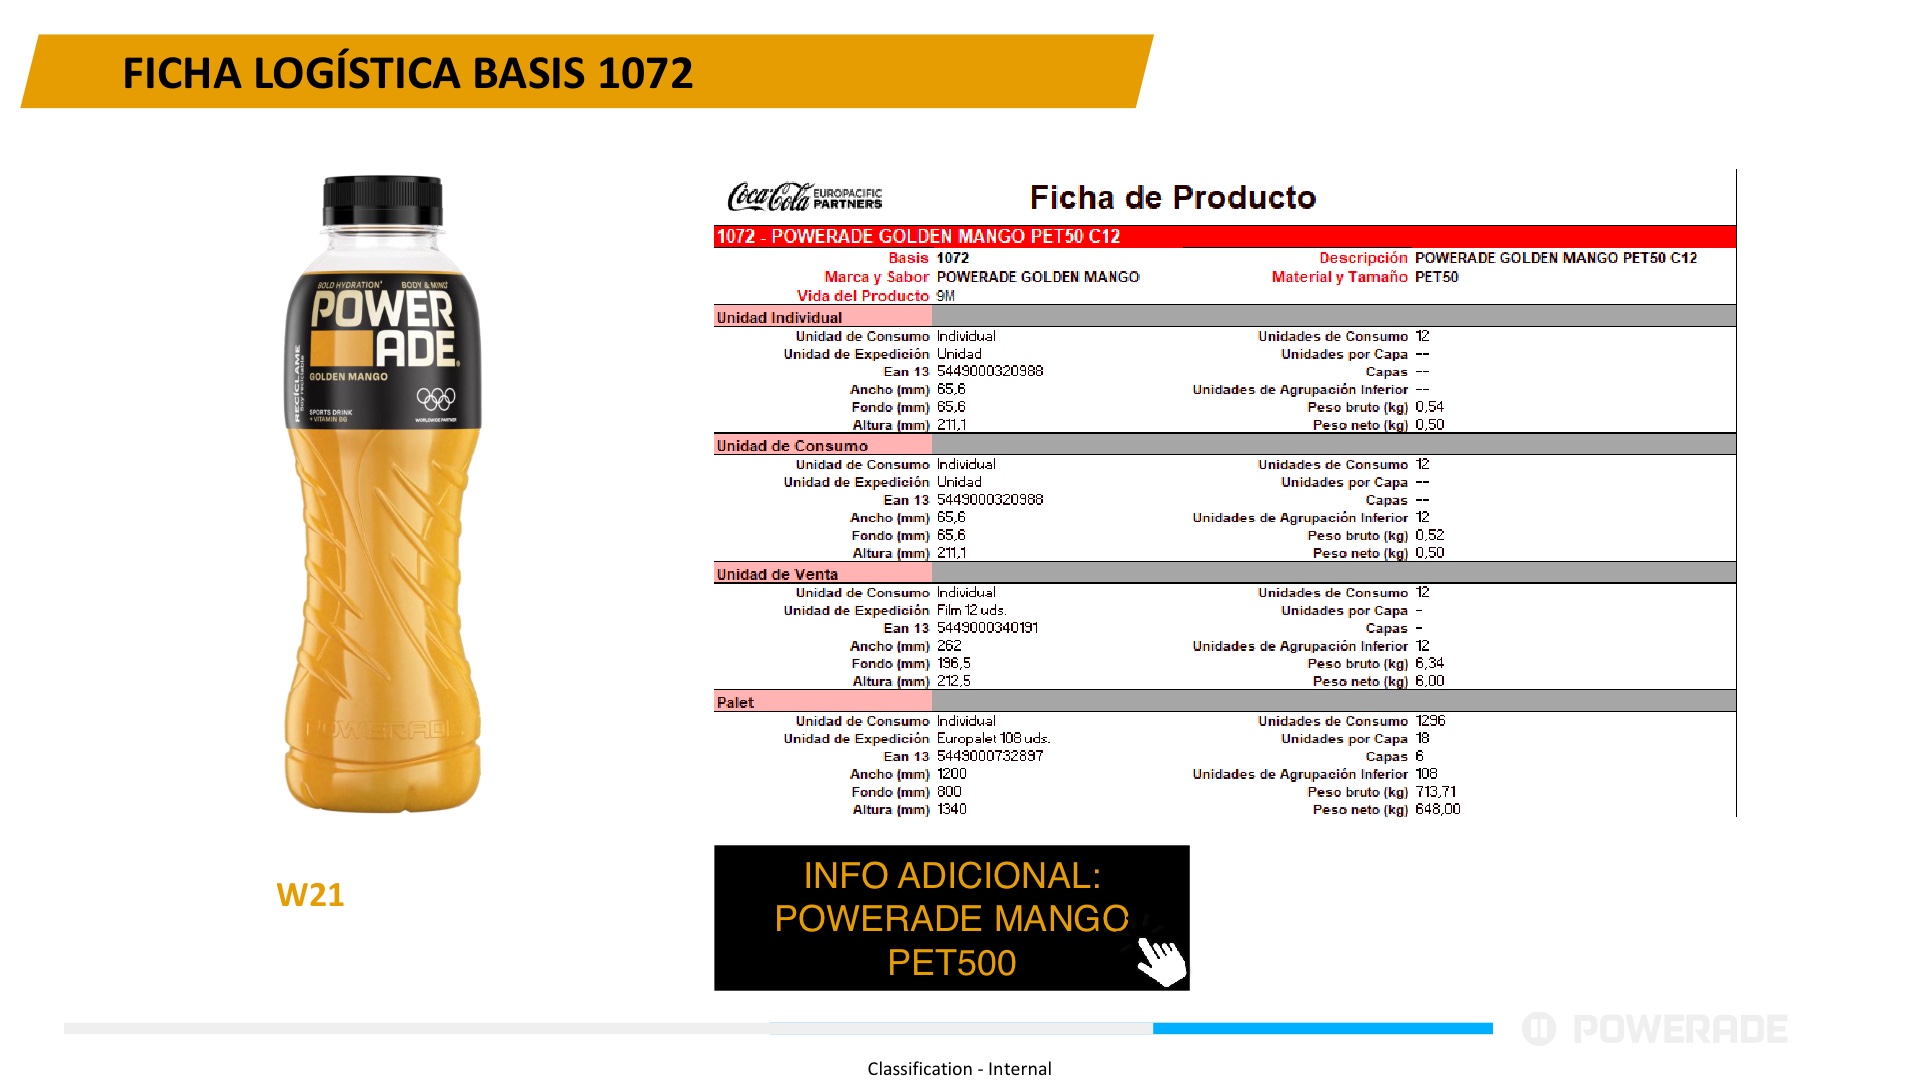 FICHA LOGÍSTICA BASIS 1072
BOLD HYDRATION* BODY & MIND*
POWER
ADE.
GOLDEN MANGO
RECÍCLAME
SPORTS DRINK
+ VITAMIN B6
WORLDWIDE PARTNER
POWERADE
W21
Coca-Cola EUROPACIFIC PARTNERS
Ficha de Producto
1072 - POWERADE GOLDEN MANGO PET50 C12
Basis 1072 Descripción POWERADE GOLDEN MANGO PET50 C12
Marca y Sabor POWERADE GOLDEN MANGO Material y Tamaño PET50
Vida del Producto 9M
Unidad Individual
Unidad de Consumo Individual Unidades de Consumo 12
Unidad de Expedición Unidad Unidades por Capa --
Ean 13 5449000320988 Capas --
Ancho (mm) 65,6 Unidades de Agrupación Inferior --
Fondo (mm) 65,6 Peso bruto (kg) 0,54
Altura (mm) 211,1 Peso neto (kg) 0,50
Unidad de Consumo
Unidad de Consumo Individual Unidades de Consumo 12
Unidad de Expedición Unidad Unidades por Capa --
Ean 13 5449000320988 Capas --
Ancho (mm) 65,6 Unidades de Agrupación Inferior 12
Fondo (mm) 65,6 Peso bruto (kg) 0,52
Altura (mm) 211,1 Peso neto (kg) 0,50
Unidad de Venta
Unidad de Consumo Individual Unidades de Consumo 12
Unidad de Expedición Film 12 uds. Unidades por Capa -
Ean 13 5449000340191 Capas -
Ancho (mm) 262 Unidades de Agrupación Inferior 12
Fondo (mm) 196,5 Peso bruto (kg) 6,34
Altura (mm) 212,5 Peso neto (kg) 6,00
Palet
Unidad de Consumo Individual Unidades de Consumo 1296
Unidad de Expedición Europalet 108 uds. Unidades por Capa 18
Ean 13 5449000732897 Capas 6
Ancho (mm) 1200 Unidades de Agrupación Inferior 108
Fondo (mm) 800 Peso bruto (kg) 713,71
Altura (mm) 1340 Peso neto (kg) 648,00
INFO ADICIONAL:
POWERADE MANGO
PET500
POWERADE
Classification - Internal